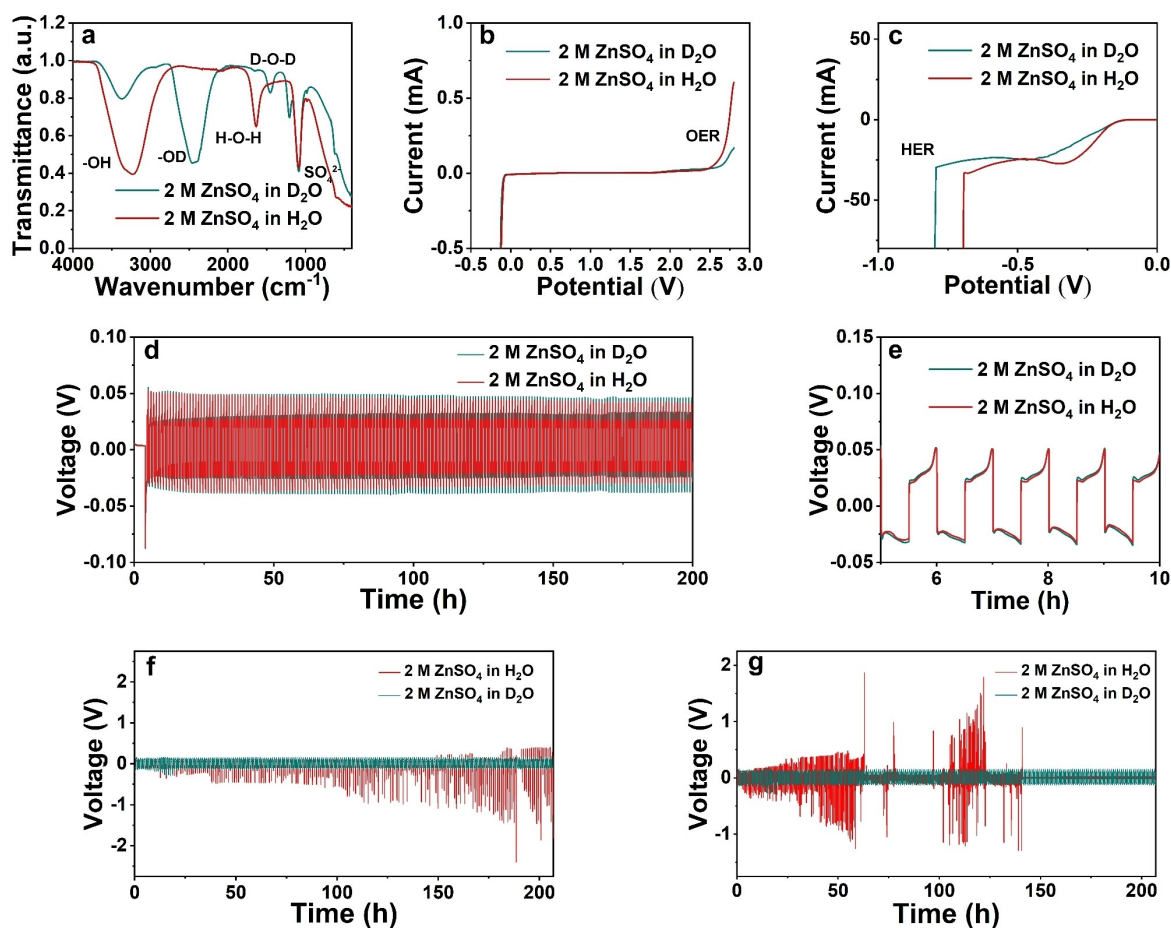 a
Transmittance (a.u.)
1.0
0.8
0.6
0.4
0.2
0.0
D-O-D
H-O-H
-OH
-OD
SO₄²⁻
2 M ZnSO₄ in D₂O
2 M ZnSO₄ in H₂O
4000 3000 2000 1000
Wavenumber (cm⁻¹)
b
Current (mA)
1.0
0.5
0.0
-0.5
2 M ZnSO₄ in D₂O
2 M ZnSO₄ in H₂O
OER
-0.5 0.0 0.5 1.0 1.5 2.0 2.5 3.0
Potential (V)
c
Current (mA)
50
0
-50
2 M ZnSO₄ in D₂O
2 M ZnSO₄ in H₂O
HER
-1.0 -0.5 0.0
Potential (V)
d
Voltage (V)
0.10
0.05
0.00
-0.05
-0.10
2 M ZnSO₄ in D₂O
2 M ZnSO₄ in H₂O
0 50 100 150 200
Time (h)
e
Voltage (V)
0.15
0.10
0.05
0.00
-0.05
2 M ZnSO₄ in D₂O
2 M ZnSO₄ in H₂O
6 7 8 9 10
Time (h)
f
Voltage (V)
2
1
0
-1
-2
2 M ZnSO₄ in H₂O
2 M ZnSO₄ in D₂O
0 50 100 150 200
Time (h)
g
Voltage (V)
2
1
0
-1
2 M ZnSO₄ in H₂O
2 M ZnSO₄ in D₂O
0 50 100 150 200
Time (h)